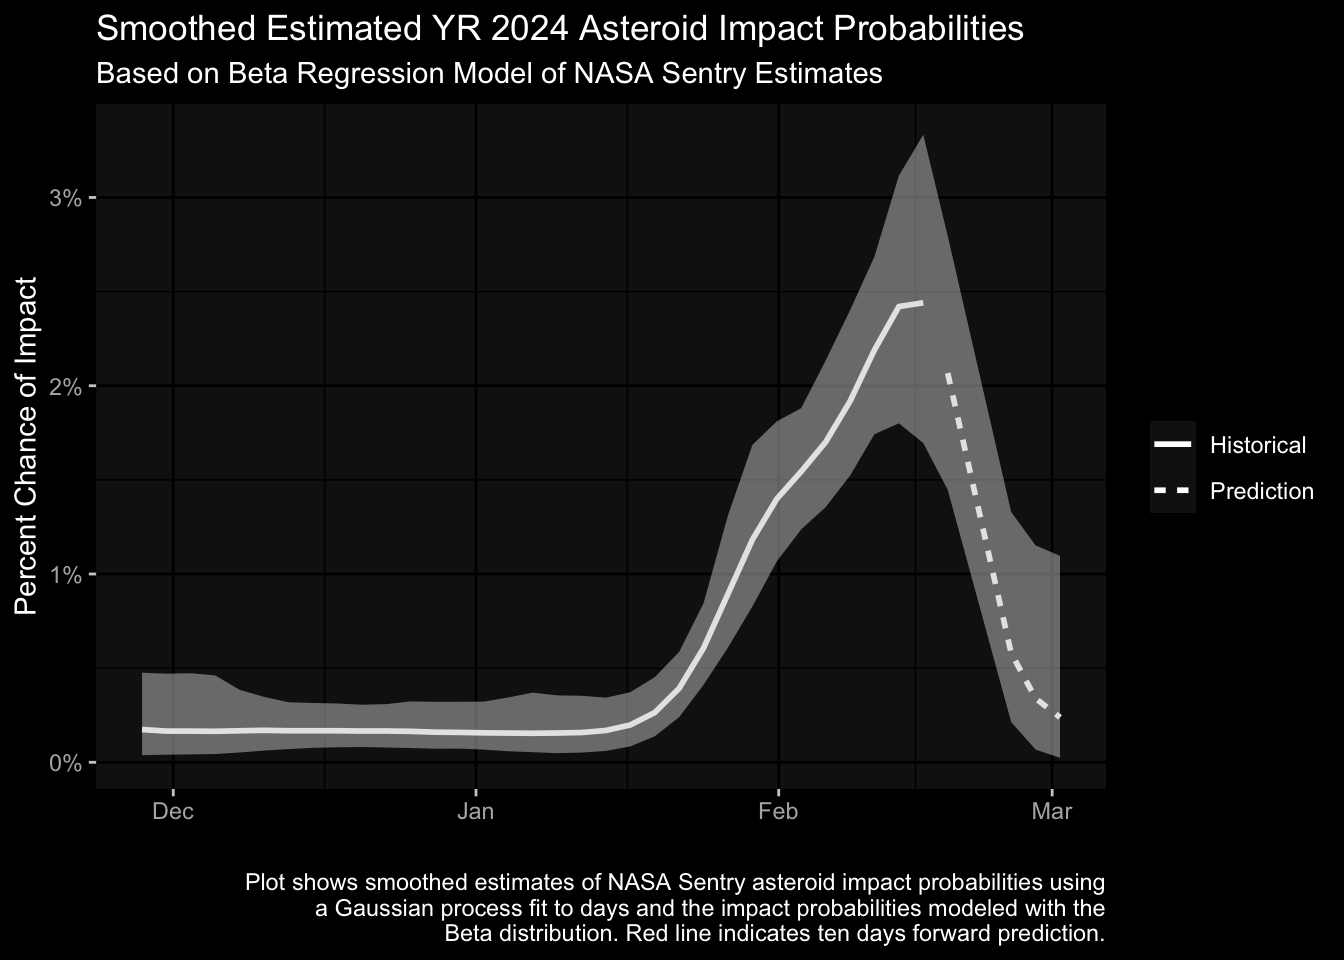 Smoothed Estimated YR 2024 Asteroid Impact Probabilities
Based on Beta Regression Model of NASA Sentry Estimates
Percent Chance of Impact
3%
2%
1%
0%
Dec
Jan
Feb
Mar
Historical
Prediction
Plot shows smoothed estimates of NASA Sentry asteroid impact probabilities using
a Gaussian process fit to days and the impact probabilities modeled with the
Beta distribution. Red line indicates ten days forward prediction.